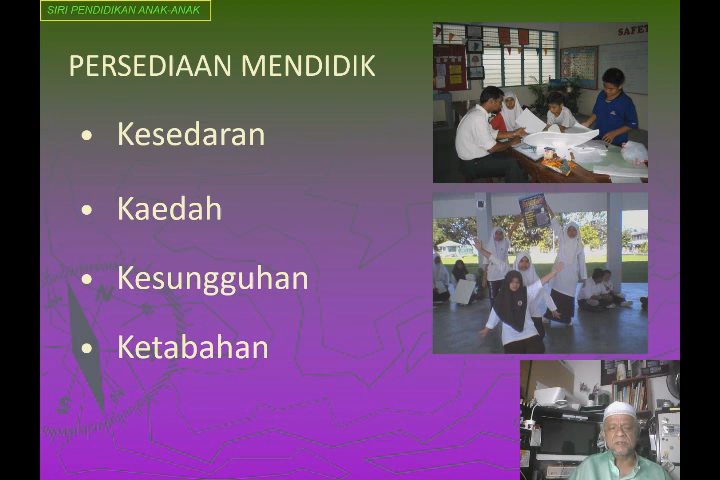 SIRI PENDIDIKAN ANAK-ANAK
PERSEDIAAN MENDIDIK
• Kesedaran
• Kaedah
• Kesungguhan
• Ketabahan